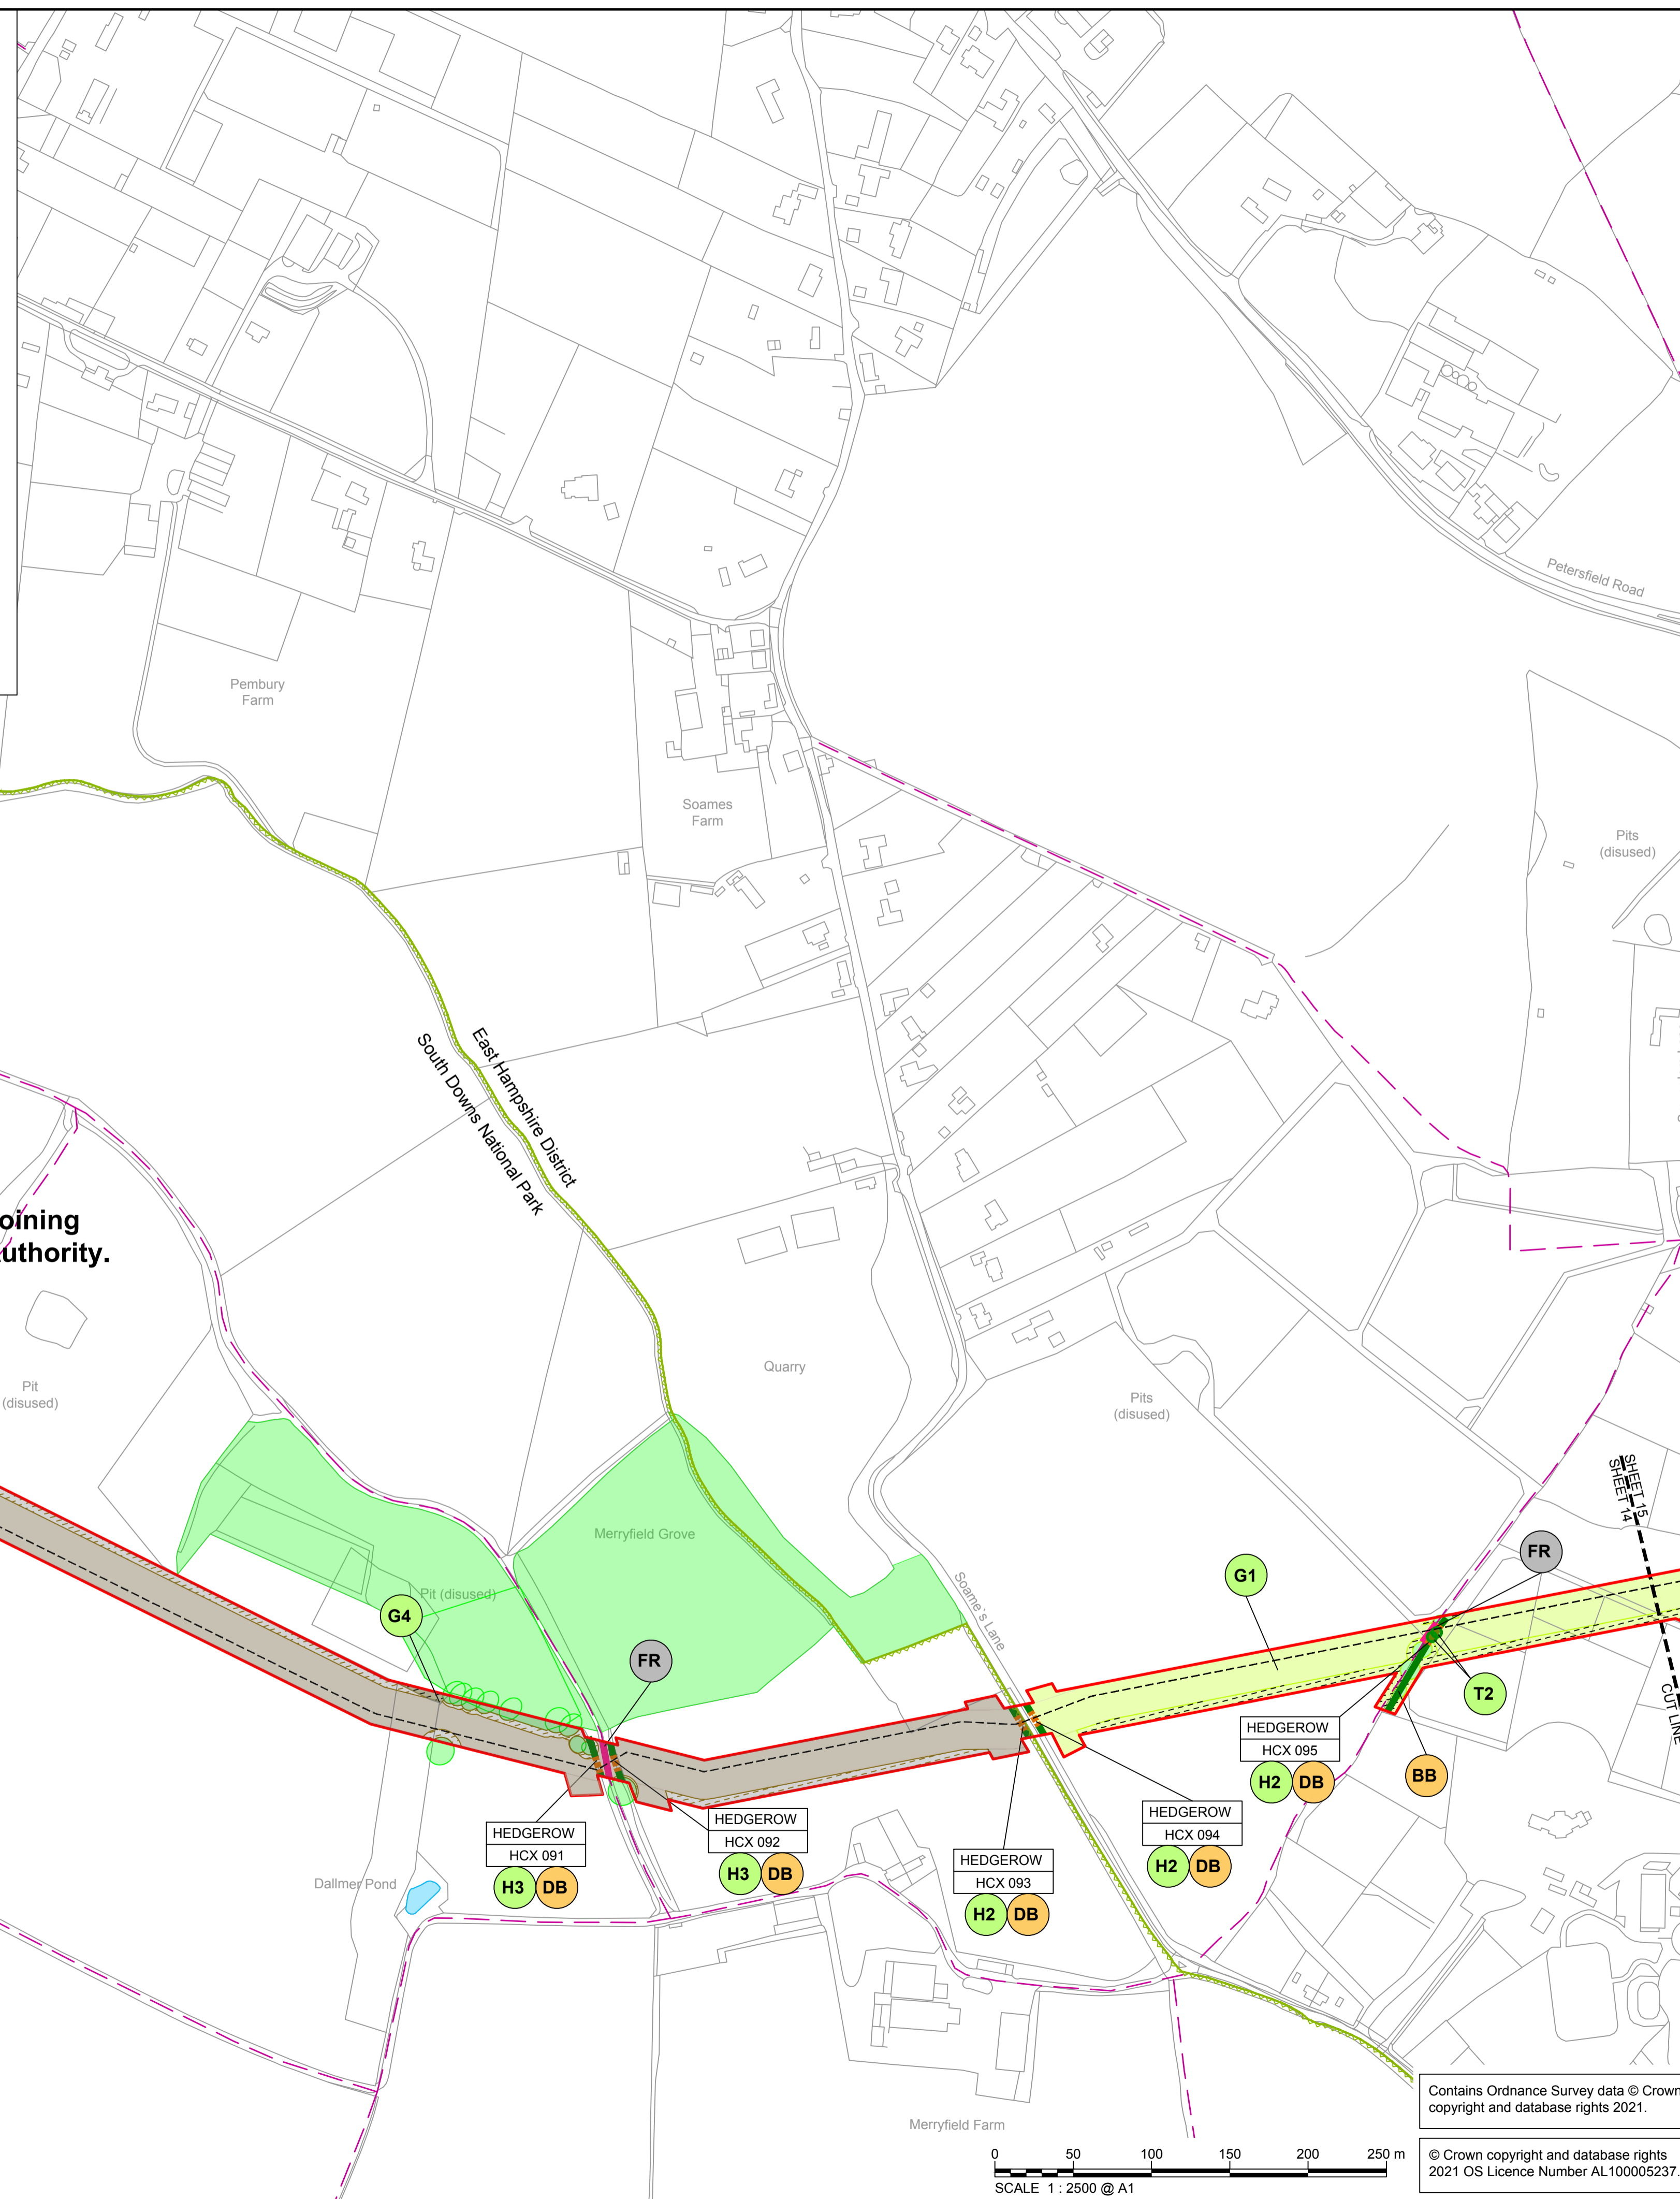 Petersfield Road
Pembury
Farm
Soames
Farm
Pits
(disused)
East Hampshire District
South Downs National Park
oining
uthority.
Quarry
Pit
(disused)
Pits
(disused)
SHEET 15
SHEET 14
CUT LINE
Merryfield Grove
Soame's Lane
Pit (disused)
G4
FR
G1
FR
T2
BB
HEDGEROW
HCX 095
H2 DB
HEDGEROW
HCX 094
H2 DB
HEDGEROW
HCX 092
H3 DB
HEDGEROW
HCX 091
H3 DB
HEDGEROW
HCX 093
H2 DB
Dallmer Pond
Merryfield Farm
0 50 100 150 200 250 m
SCALE 1 : 2500 @ A1
Contains Ordnance Survey data © Crown
copyright and database rights 2021.
© Crown copyright and database rights
2021 OS Licence Number AL100005237.